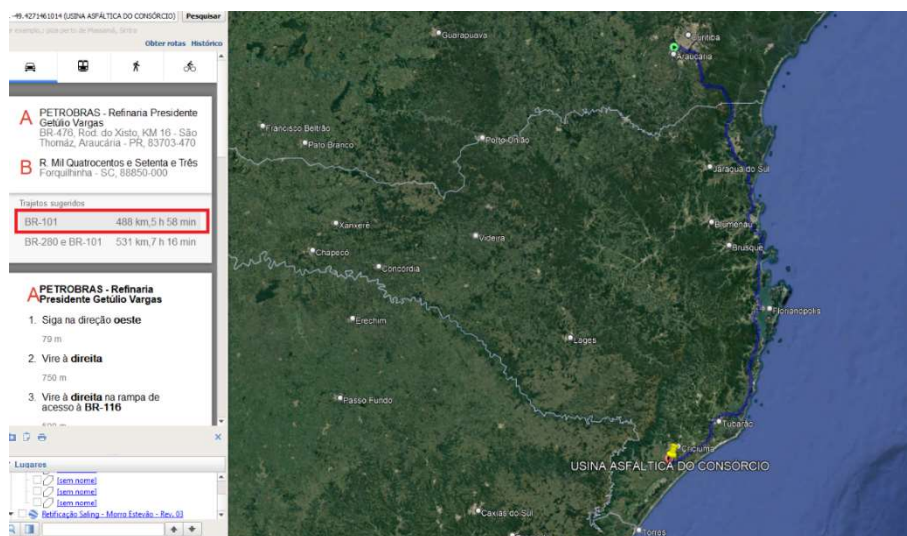 -49.4271461014 (USINA ASFÁLTICA DO CONSÓRCIO) Pesquisar
Obter rotas Histórico
A PETROBRAS - Refinaria Presidente
Getúlio Vargas
BR-476, Rod. do Xisto, KM 16 - São
Thomáz, Araucária - PR, 83703-470
B R. Mil Quatrocentos e Setenta e Três
Forquilhinha - SC, 88850-000
Trajetos sugeridos
BR-101 488 km,5 h 58 min
BR-280 e BR-101 531 km,7 h 16 min
A PETROBRAS - Refinaria
Presidente Getúlio Vargas
1. Siga na direção oeste
70 m
2. Vire à direita
750 m
3. Vire à direita na rampa de
acesso à BR-116
Lugares
[sem nome]
[sem nome]
[sem nome]
Retificação Saling - Morro Estevão - Rev. 03
Guarapuava
Curitiba
Araucária
Francisco Beltrão
Pato Branco
Porto União
Jaraguá do Sul
Xanxerê
Videira
Blumenau
Brusque
Chapecó
Concórdia
Erechim
Florianópolis
Lages
Passo Fundo
Tubarão
Criciúma
USINA ASFÁLTICA DO CONSÓRCIO
Caxias do Sul
Torres